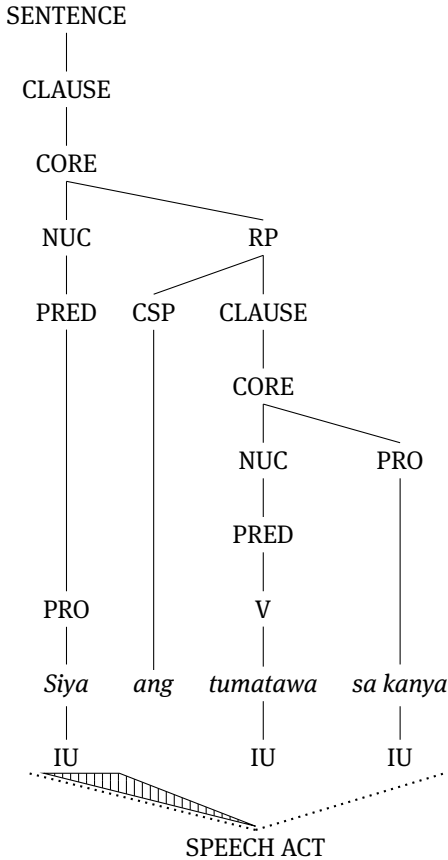 SENTENCE
CLAUSE
CORE
NUC RP
PRED CSP CLAUSE
CORE
NUC PRO
PRED
PRO V
Siya ang tumatawa sa kanya
IU IU IU
SPEECH ACT